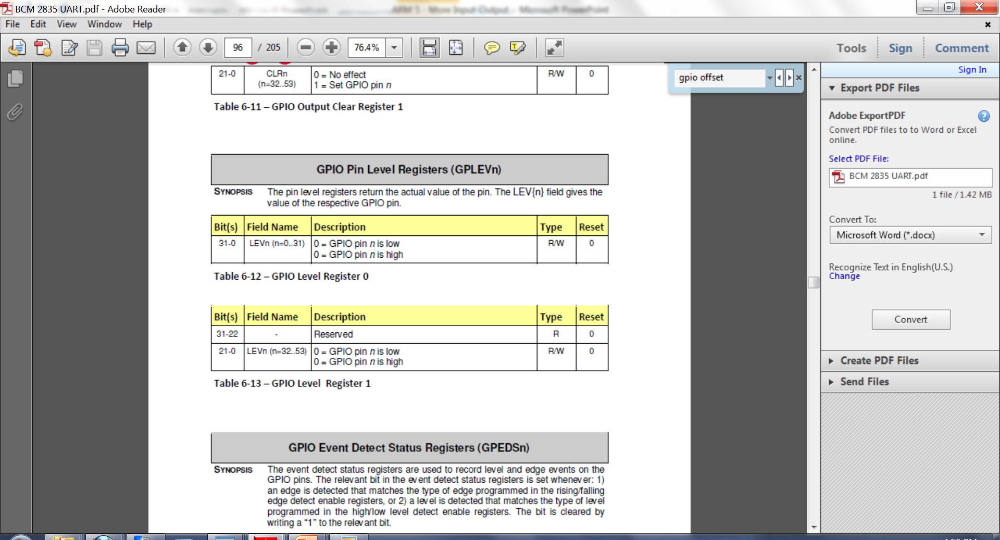 BCM 2835 UART.pdf - Adobe Reader
ARM 5 - More Input Output - Microsoft PowerPoint
File Edit View Window Help
96 / 205 76.4% Tools Sign Comment
gpio offset
Sign In
21-0 CLRn (n=32..53) 0 = No effect R/W 0
1 = Set GPIO pin n
Table 6-11 – GPIO Output Clear Register 1
GPIO Pin Level Registers (GPLEVn)
SYNOPSIS The pin level registers return the actual value of the pin. The LEV{n} field gives the
value of the respective GPIO pin.
Bit(s) Field Name Description Type Reset
31-0 LEVn (n=0..31) 0 = GPIO pin n is low R/W 0
0 = GPIO pin n is high
Table 6-12 – GPIO Level Register 0
Bit(s) Field Name Description Type Reset
31-22 - Reserved R 0
21-0 LEVn (n=32..53) 0 = GPIO pin n is low R/W 0
0 = GPIO pin n is high
Table 6-13 – GPIO Level Register 1
GPIO Event Detect Status Registers (GPEDSn)
SYNOPSIS The event detect status registers are used to record level and edge events on the
GPIO pins. The relevant bit in the event detect status registers is set whenever: 1)
an edge is detected that matches the type of edge programmed in the rising/falling
edge detect enable registers, or 2) a level is detected that matches the type of level
programmed in the high/low level detect enable registers. The bit is cleared by
writing a “1” to the relevant bit.
Export PDF Files
Adobe ExportPDF
Convert PDF files to to Word or Excel
online.
Select PDF File:
BCM 2835 UART.pdf
1 file / 1.42 MB
Convert To:
Microsoft Word (*.docx)
Recognize Text in English(U.S.)
Change
Convert
Create PDF Files
Send Files